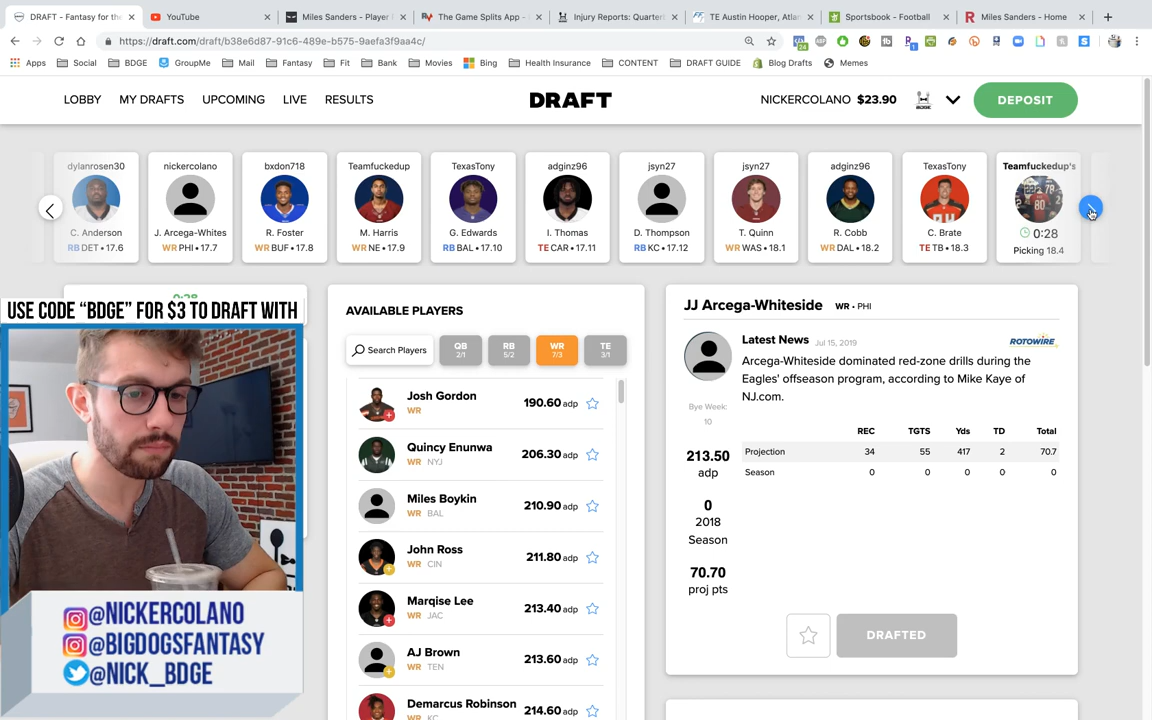 DRAFT - Fantasy for the
YouTube
Miles Sanders - Player
The Game Splits App -
Injury Reports: Quarter
TE Austin Hooper, Atlan
Sportsbook - Football
Miles Sanders - Home
https://draft.com/draft/b38e6d87-91c6-489e-b575-9aefa3f9aa4c/
Apps Social BDGE GroupMe Mail Fantasy Fit Bank Movies Bing Health Insurance CONTENT DRAFT GUIDE Blog Drafts Memes
LOBBY MY DRAFTS UPCOMING LIVE RESULTS
DRAFT
NICKERCOLANO $23.90
DEPOSIT
dylanrosen30
C. Anderson
RB DET • 17.6
nickercolano
J. Arcega-Whites
WR PHI • 17.7
bxdon718
R. Foster
WR BUF • 17.8
Teamfuckedup
M. Harris
WR NE • 17.9
TexasTony
G. Edwards
RB BAL • 17.10
adginz96
I. Thomas
TE CAR • 17.11
jsyn27
D. Thompson
RB KC • 17.12
jsyn27
T. Quinn
WR WAS • 18.1
adginz96
R. Cobb
WR DAL • 18.2
TexasTony
C. Brate
TE TB • 18.3
Teamfuckedup's
0:28
Picking 18.4
0:28
USE CODE "BDGE" FOR $3 TO DRAFT WITH
@NICKERCOLANO
@BIGDOGSFANTASY
@NICK_BDGE
AVAILABLE PLAYERS
Search Players
QB
2/1
RB
5/2
WR
7/3
TE
3/1
Josh Gordon
WR
190.60 adp
Quincy Enunwa
WR NYJ
206.30 adp
Miles Boykin
WR BAL
210.90 adp
John Ross
WR CIN
211.80 adp
Marqise Lee
WR JAC
213.40 adp
AJ Brown
WR TEN
213.60 adp
Demarcus Robinson
WR KC
214.60 adp
JJ Arcega-Whiteside WR • PHI
Latest News Jul 15, 2019
ROTOWIRE
Arcega-Whiteside dominated red-zone drills during the
Eagles' offseason program, according to Mike Kaye of
NJ.com.
Bye Week:
10
213.50
adp
0
2018
Season
70.70
proj pts
REC TGTS Yds TD Total
Projection 34 55 417 2 70.7
Season 0 0 0 0 0
DRAFTED